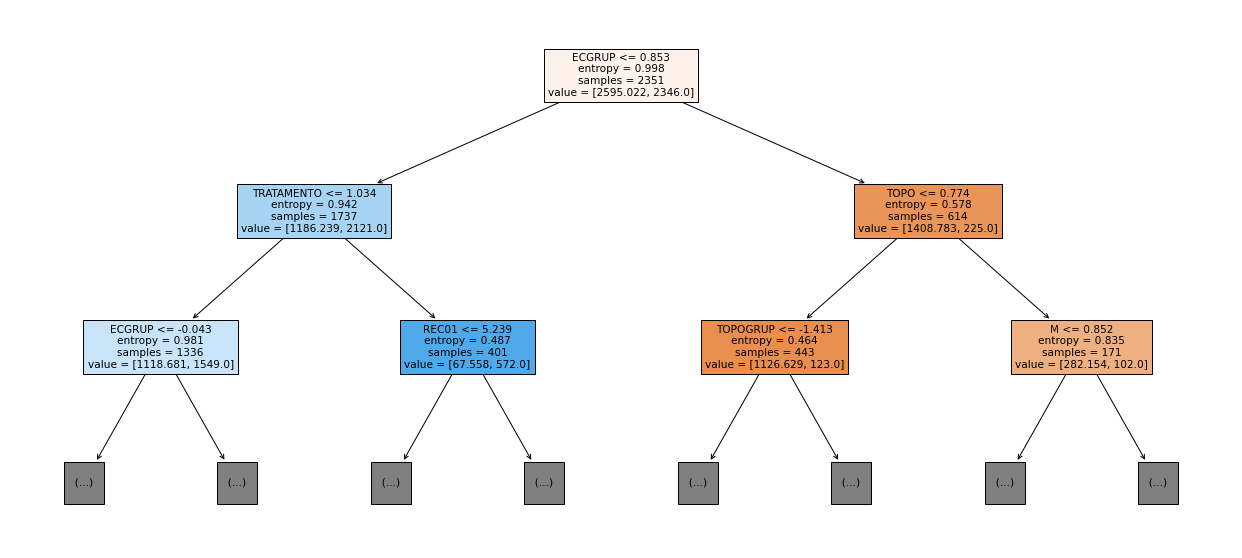 ECGRUP <= 0.853
entropy = 0.998
samples = 2351
value = [2595.022, 2346.0]
TRATAMENTO <= 1.034
entropy = 0.942
samples = 1737
value = [1186.239, 2121.0]
TOPO <= 0.774
entropy = 0.578
samples = 614
value = [1408.783, 225.0]
ECGRUP <= -0.043
entropy = 0.981
samples = 1336
value = [1118.681, 1549.0]
REC01 <= 5.239
entropy = 0.487
samples = 401
value = [67.558, 572.0]
TOPOGRUP <= -1.413
entropy = 0.464
samples = 443
value = [1126.629, 123.0]
M <= 0.852
entropy = 0.835
samples = 171
value = [282.154, 102.0]
(...)
(...)
(...)
(...)
(...)
(...)
(...)
(...)